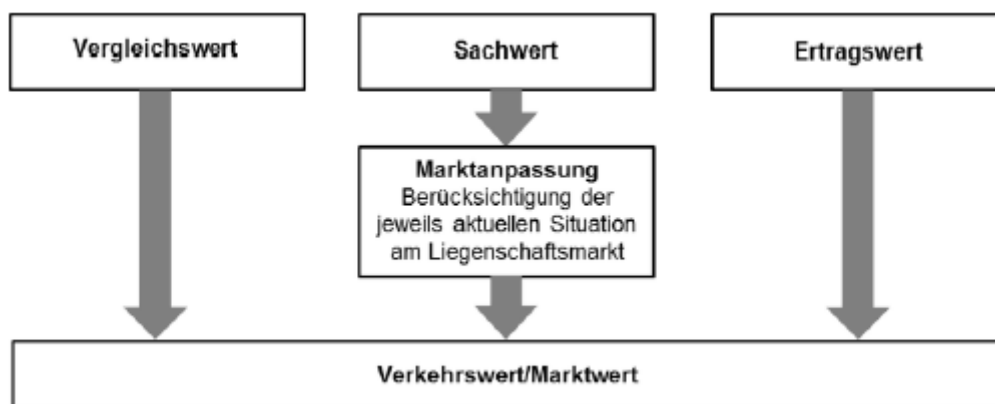 Vergleichswert
Sachwert
Ertragswert
Marktanpassung
Berücksichtigung der
jeweils aktuellen Situation
am Liegenschaftsmarkt
Verkehrswert/Marktwert